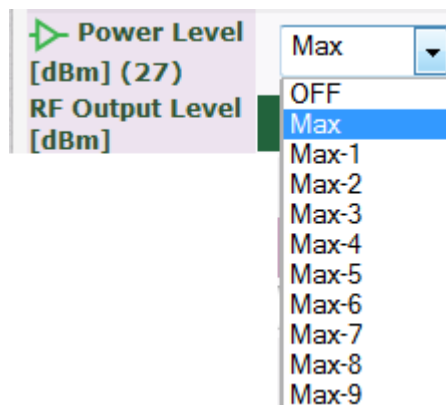 Power Level
[dBm] (27)
RF Output Level
[dBm]
Max
OFF
Max
Max-1
Max-2
Max-3
Max-4
Max-5
Max-6
Max-7
Max-8
Max-9